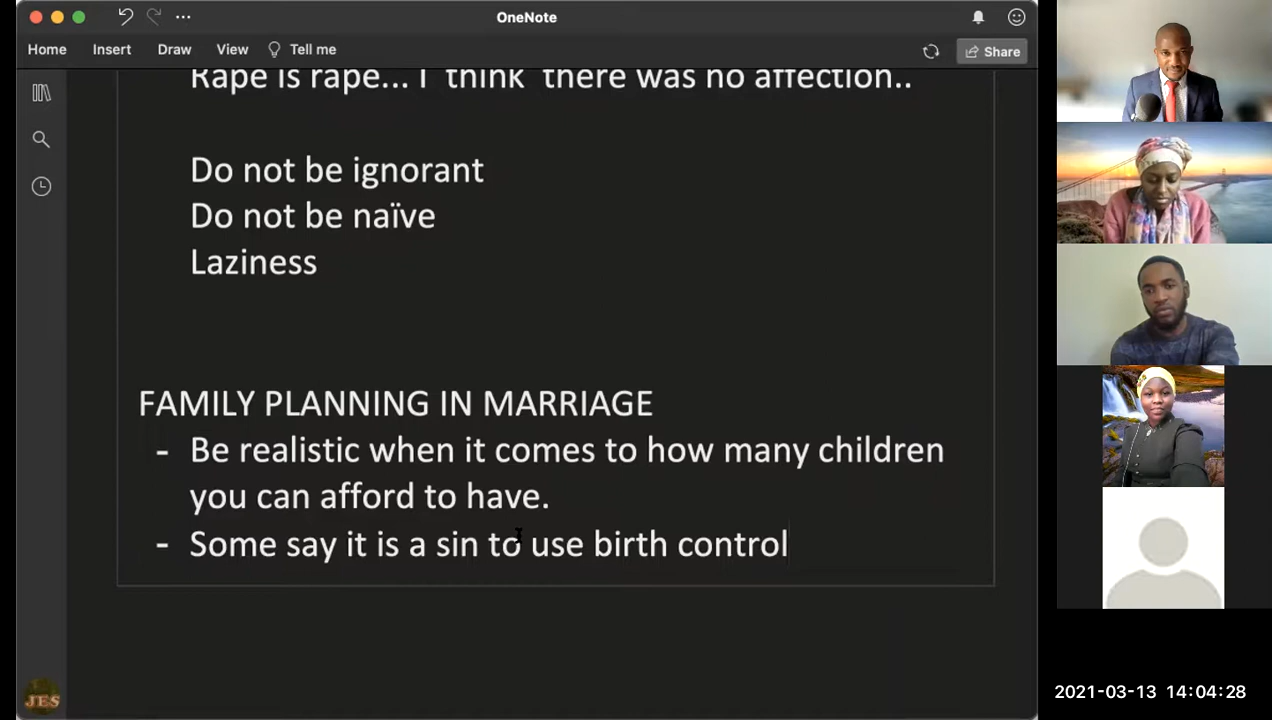 OneNote
Home Insert Draw View Tell me
Share
Rape is rape... I think there was no affection..
Do not be ignorant
Do not be naïve
Laziness
FAMILY PLANNING IN MARRIAGE
- Be realistic when it comes to how many children
you can afford to have.
- Some say it is a sin to use birth control
JES
2021-03-13 14:04:28